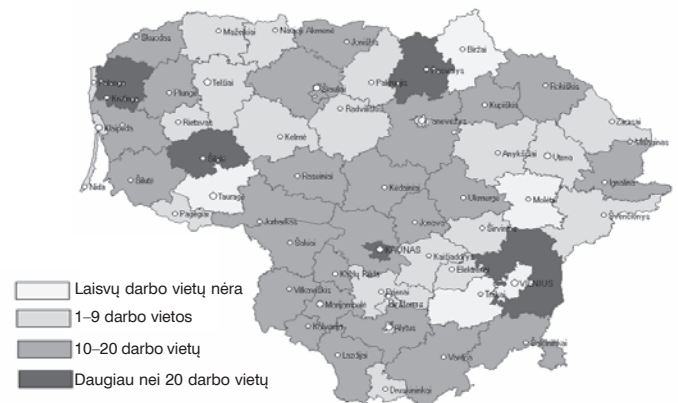 Skuodas
Mažeikiai
Naujoji Akmenė
Joniškis
Biržai
Pasvalys
Pakruojis
Rokiškis
Palanga
Kretinga
Plungė
Telšiai
Šiauliai
Kupiškis
Radviliškis
Panevėžys
Zarasai
Klaipėda
Rietavas
Kelmė
Visaginas
Anykščiai
Utena
Šilalė
Šilutė
Raseiniai
Kėdainiai
Ukmergė
Ignalina
Nida
Tauragė
Molėtai
Pagėgiai
Jurbarkas
Jonava
Širvintos
Švenčionys
Šakiai
KAUNAS
Kaišiadorys
Elektrėnai
Kazlų Rūda
VILNIUS
Vilkaviškis
Marijampolė
Prienai
Birštonas
Trakai
Kalvarija
Alytus
Šalčininkai
Lazdijai
Varėna
Druskininkai
Laisvų darbo vietų nėra
1–9 darbo vietos
10–20 darbo vietų
Daugiau nei 20 darbo vietų